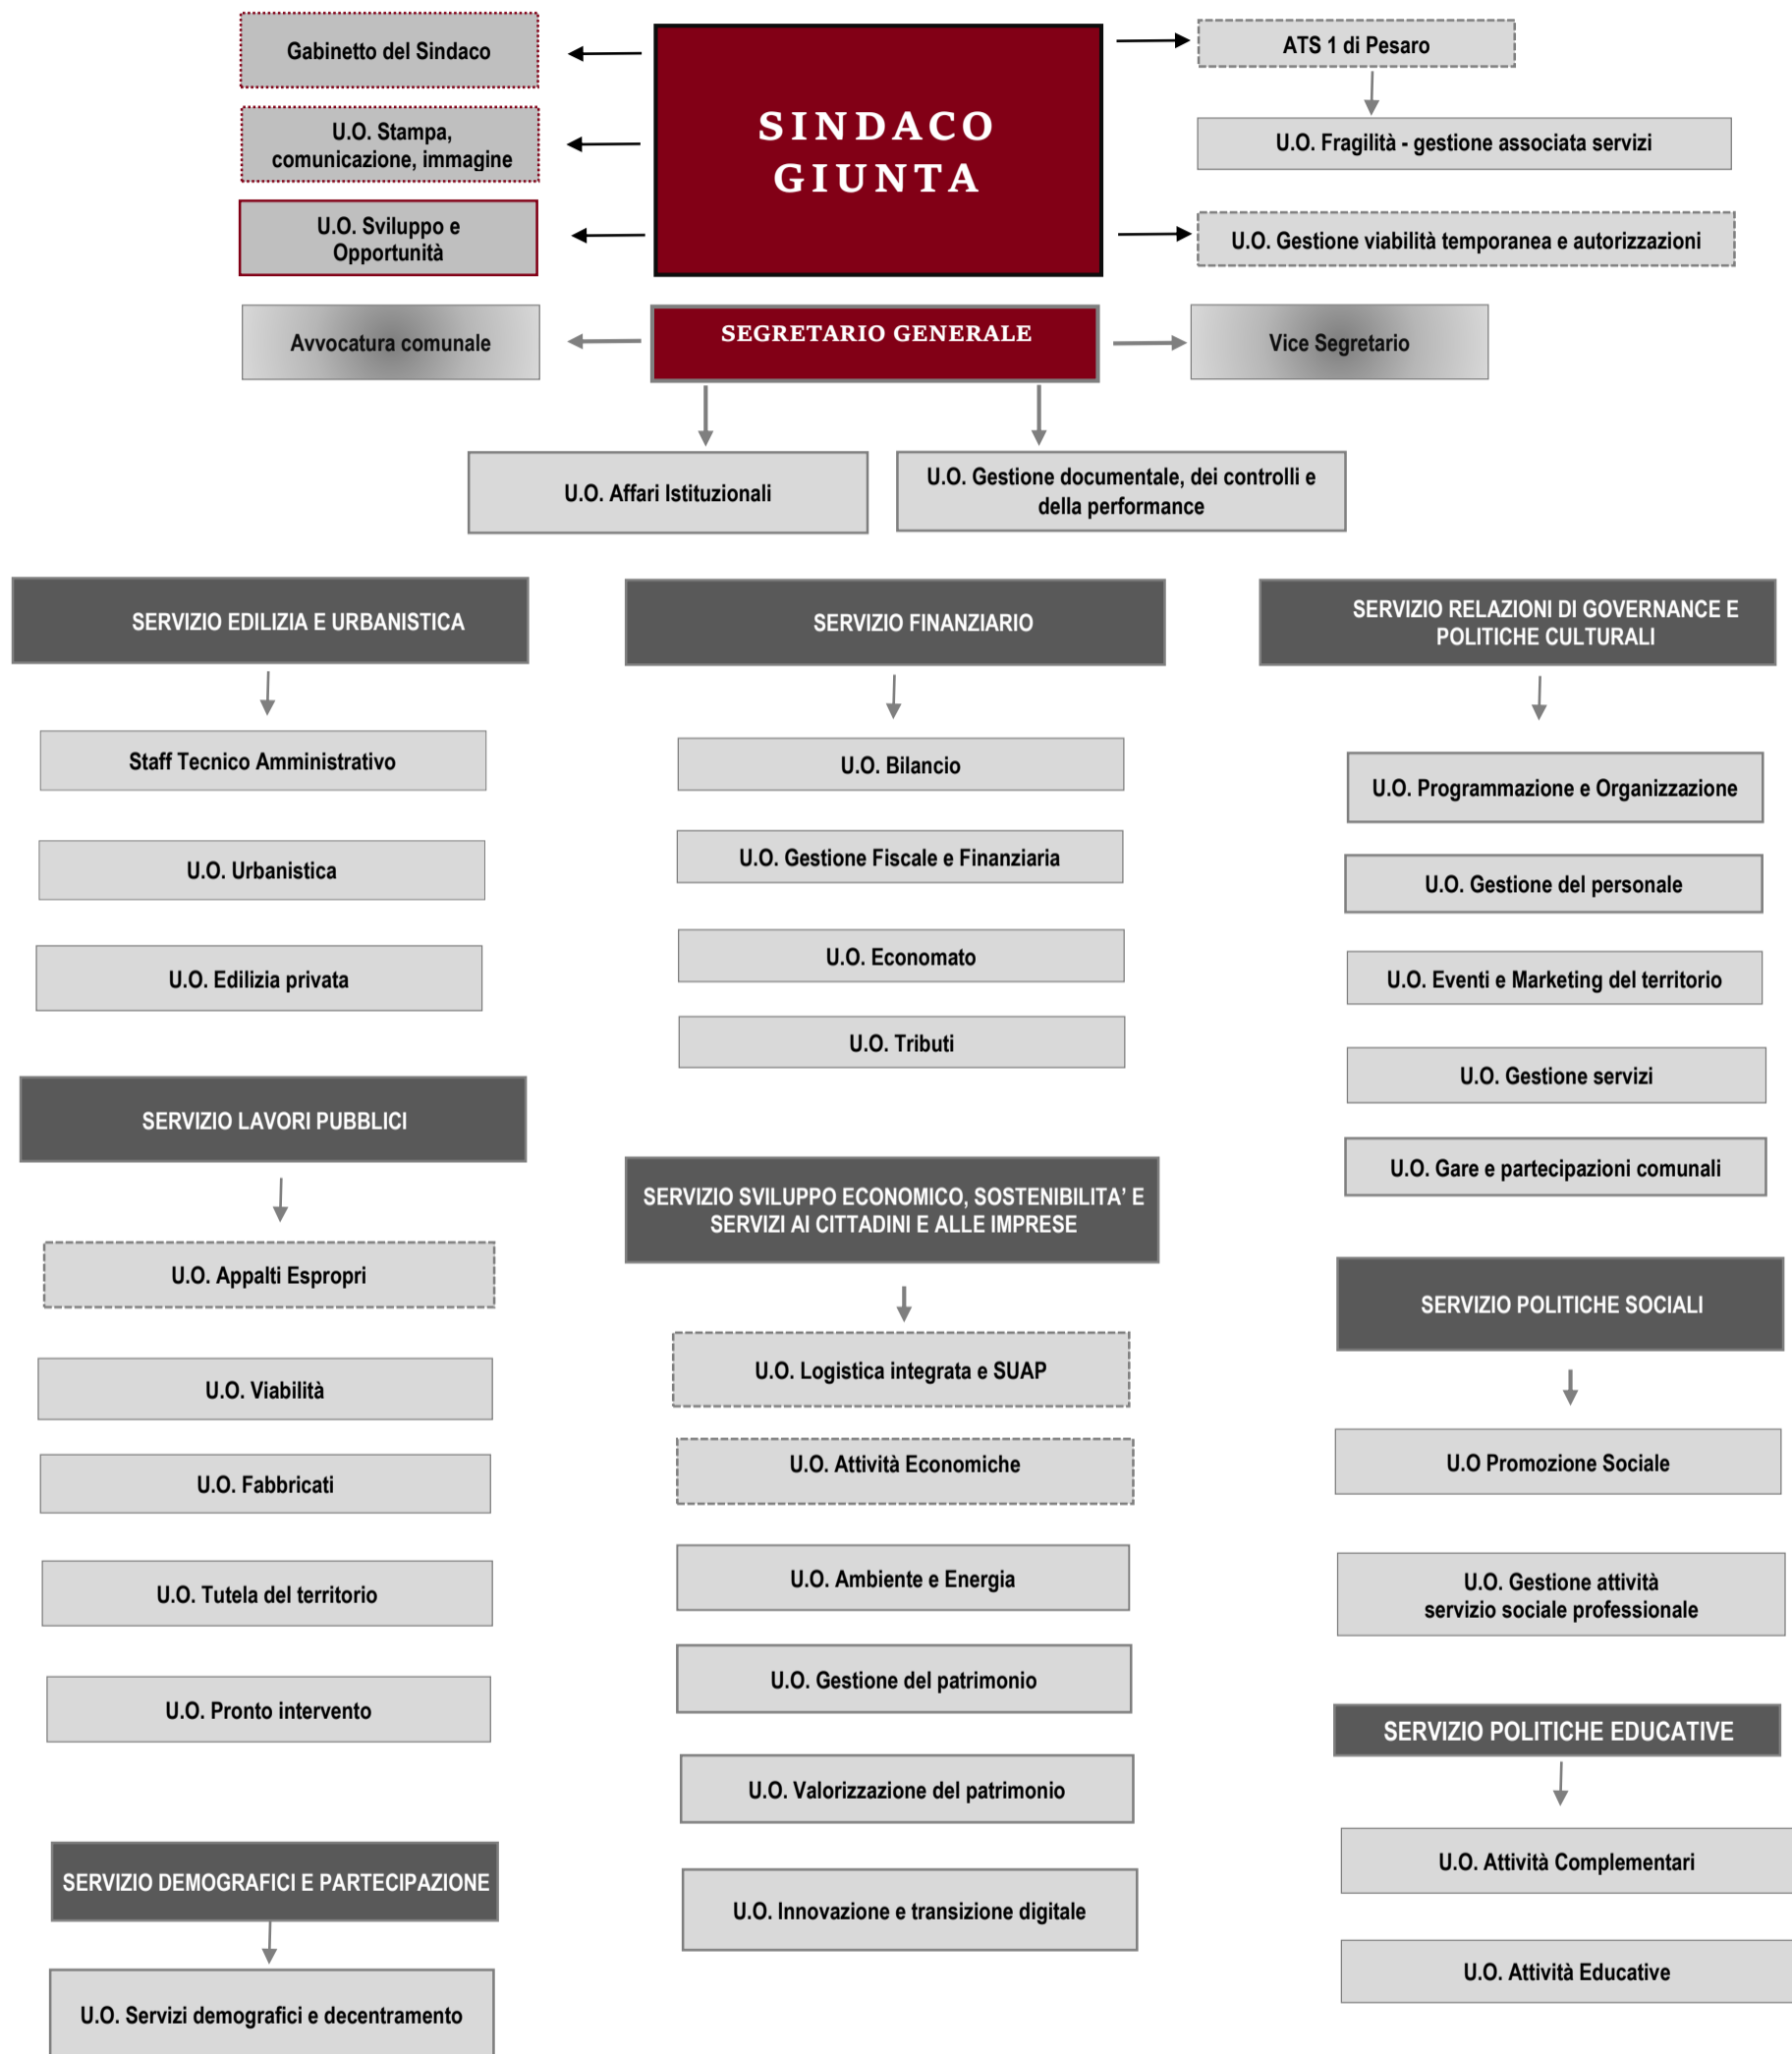 Gabinetto del Sindaco
U.O. Stampa,
comunicazione, immagine
U.O. Sviluppo e
Opportunità
SINDACO
GIUNTA
ATS 1 di Pesaro
U.O. Fragilità - gestione associata servizi
U.O. Gestione viabilità temporanea e autorizzazioni
Avvocatura comunale
SEGRETARIO GENERALE
Vice Segretario
U.O. Affari Istituzionali
U.O. Gestione documentale, dei controlli e
della performance
SERVIZIO EDILIZIA E URBANISTICA
Staff Tecnico Amministrativo
U.O. Urbanistica
U.O. Edilizia privata
SERVIZIO LAVORI PUBBLICI
U.O. Appalti Espropri
U.O. Viabilità
U.O. Fabbricati
U.O. Tutela del territorio
U.O. Pronto intervento
SERVIZIO DEMOGRAFICI E PARTECIPAZIONE
U.O. Servizi demografici e decentramento
SERVIZIO FINANZIARIO
U.O. Bilancio
U.O. Gestione Fiscale e Finanziaria
U.O. Economato
U.O. Tributi
SERVIZIO SVILUPPO ECONOMICO, SOSTENIBILITA’ E
SERVIZI AI CITTADINI E ALLE IMPRESE
U.O. Logistica integrata e SUAP
U.O. Attività Economiche
U.O. Ambiente e Energia
U.O. Gestione del patrimonio
U.O. Valorizzazione del patrimonio
U.O. Innovazione e transizione digitale
SERVIZIO RELAZIONI DI GOVERNANCE E
POLITICHE CULTURALI
U.O. Programmazione e Organizzazione
U.O. Gestione del personale
U.O. Eventi e Marketing del territorio
U.O. Gestione servizi
U.O. Gare e partecipazioni comunali
SERVIZIO POLITICHE SOCIALI
U.O Promozione Sociale
U.O. Gestione attività
servizio sociale professionale
SERVIZIO POLITICHE EDUCATIVE
U.O. Attività Complementari
U.O. Attività Educative